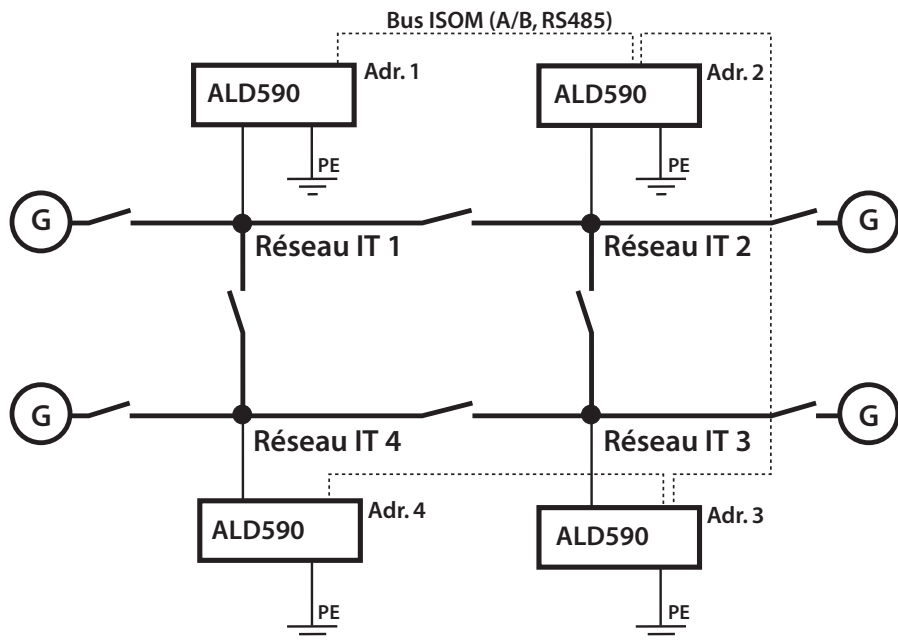 Bus ISOM (A/B, RS485)
Adr. 1
Adr. 2
ALD590
ALD590
PE
PE
G
G
Réseau IT 1
Réseau IT 2
G
G
Réseau IT 4
Réseau IT 3
Adr. 4
Adr. 3
ALD590
ALD590
PE
PE